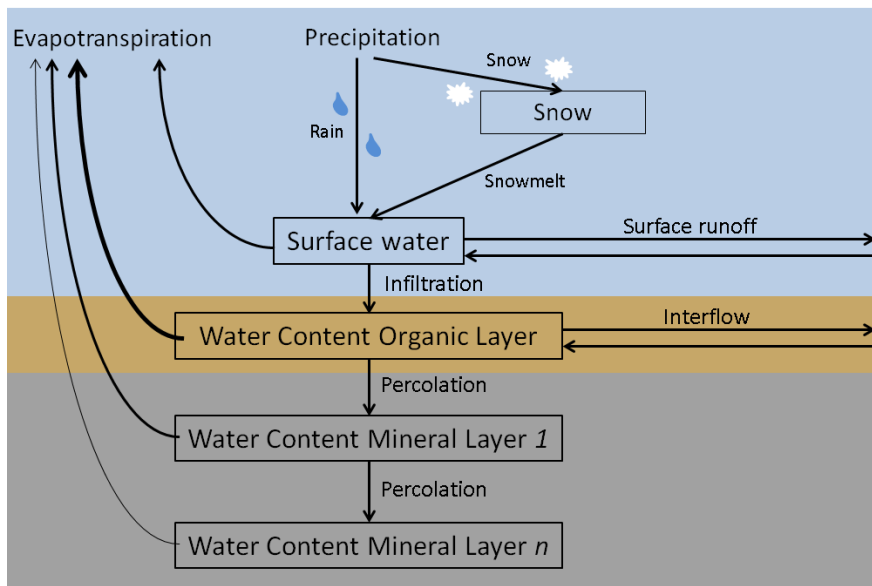 Evapotranspiration
Precipitation
Snow
Snow
Rain
Snowmelt
Surface water
Surface runoff
Infiltration
Water Content Organic Layer
Interflow
Percolation
Water Content Mineral Layer 1
Percolation
Water Content Mineral Layer n